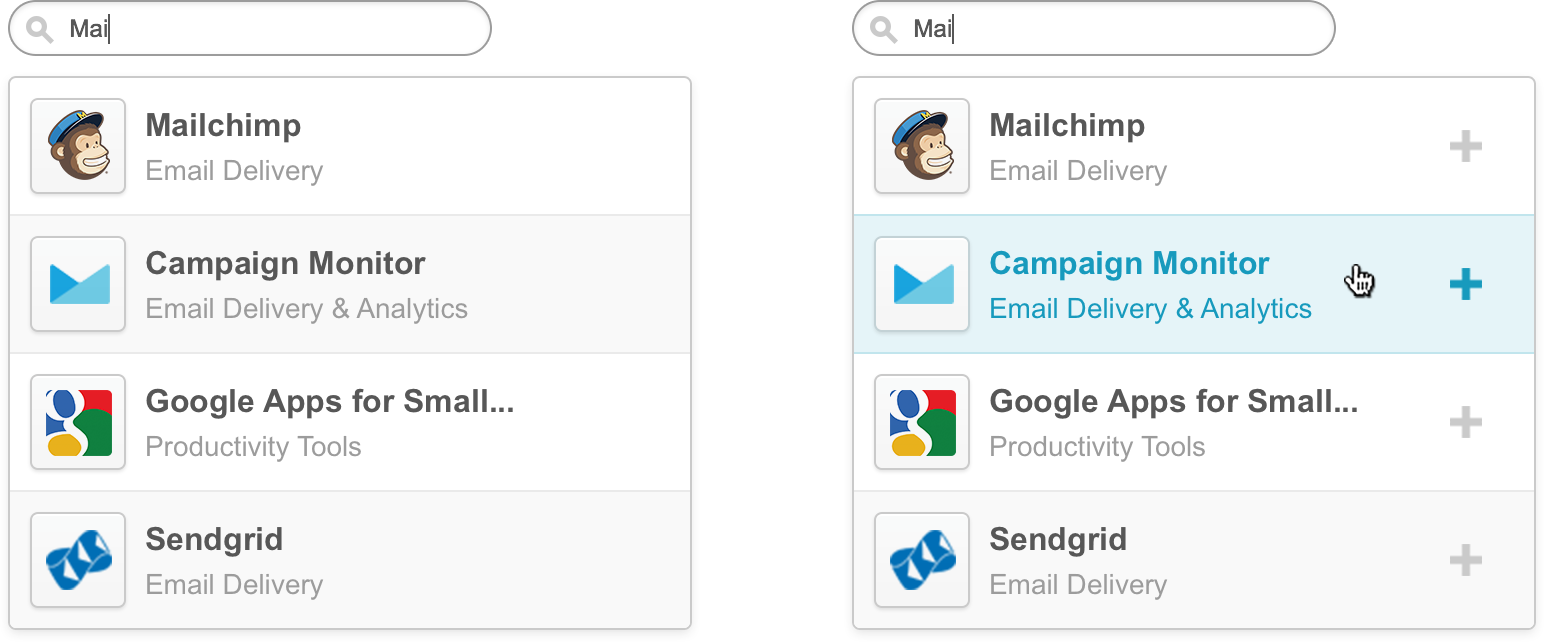 Mai
Mailchimp
Email Delivery
Campaign Monitor
Email Delivery & Analytics
Google Apps for Small...
Productivity Tools
Sendgrid
Email Delivery
Mai
Mailchimp
Email Delivery
Campaign Monitor
Email Delivery & Analytics
Google Apps for Small...
Productivity Tools
Sendgrid
Email Delivery